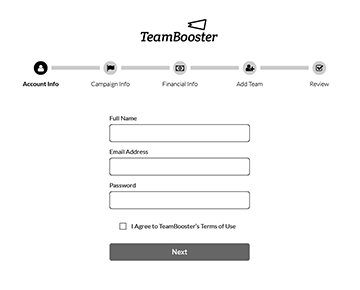 TeamBooster
Account Info Campaign Info Financial Info Add Team Review
Full Name
Email Address
Password
I Agree to TeamBooster's Terms of Use
Next